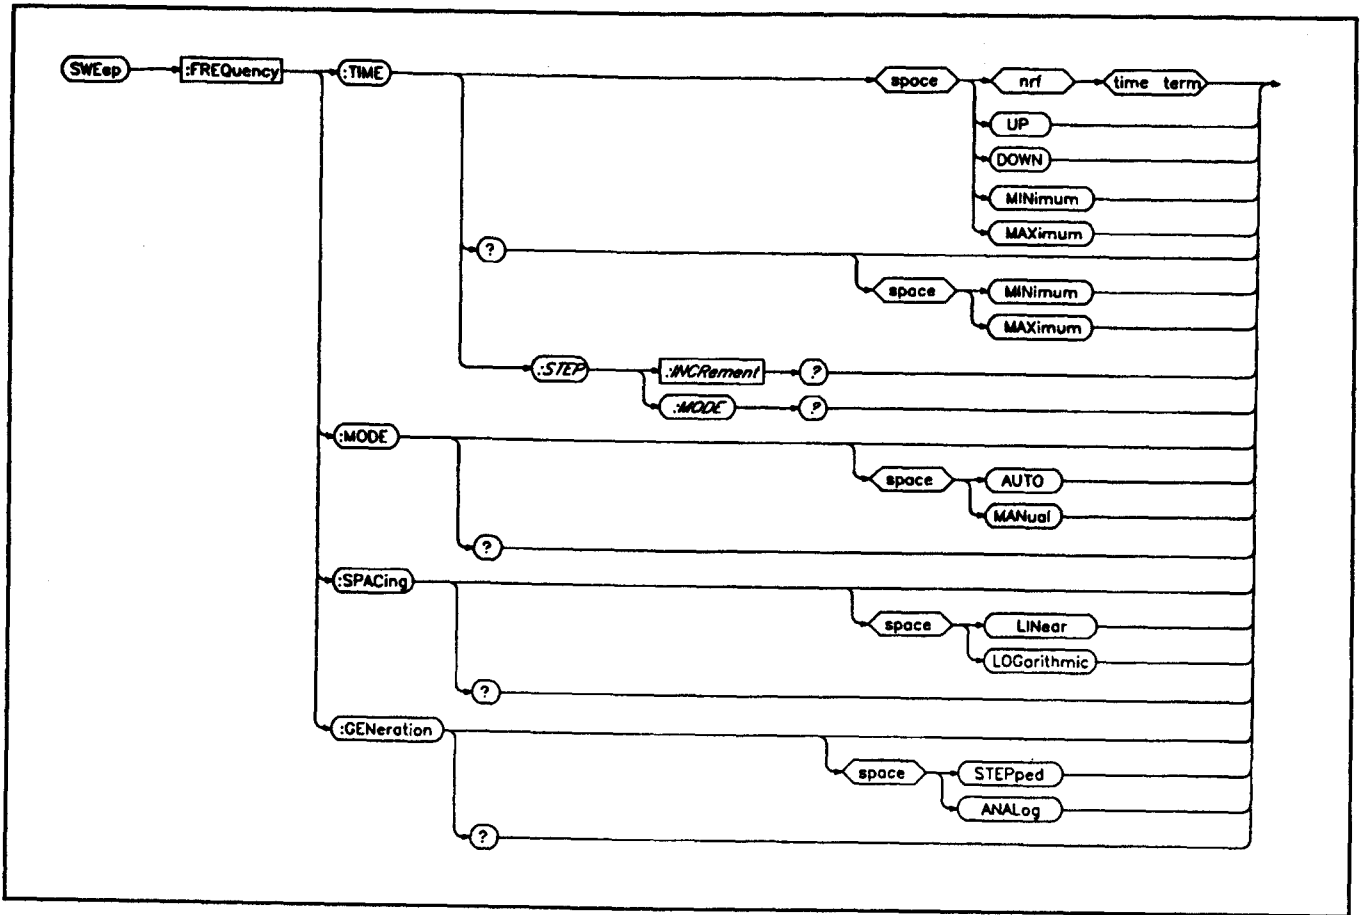 SWEep :FREQuency :TIME space nrf time term
UP
DOWN
MINimum
MAXimum
?
space MINimum
MAXimum
:STEP :INCRement ?
:MODE ?
:MODE
space AUTO
MANual
?
:SPACing
space LINear
LOGarithmic
?
:GENeration
space STEPped
ANALog
?